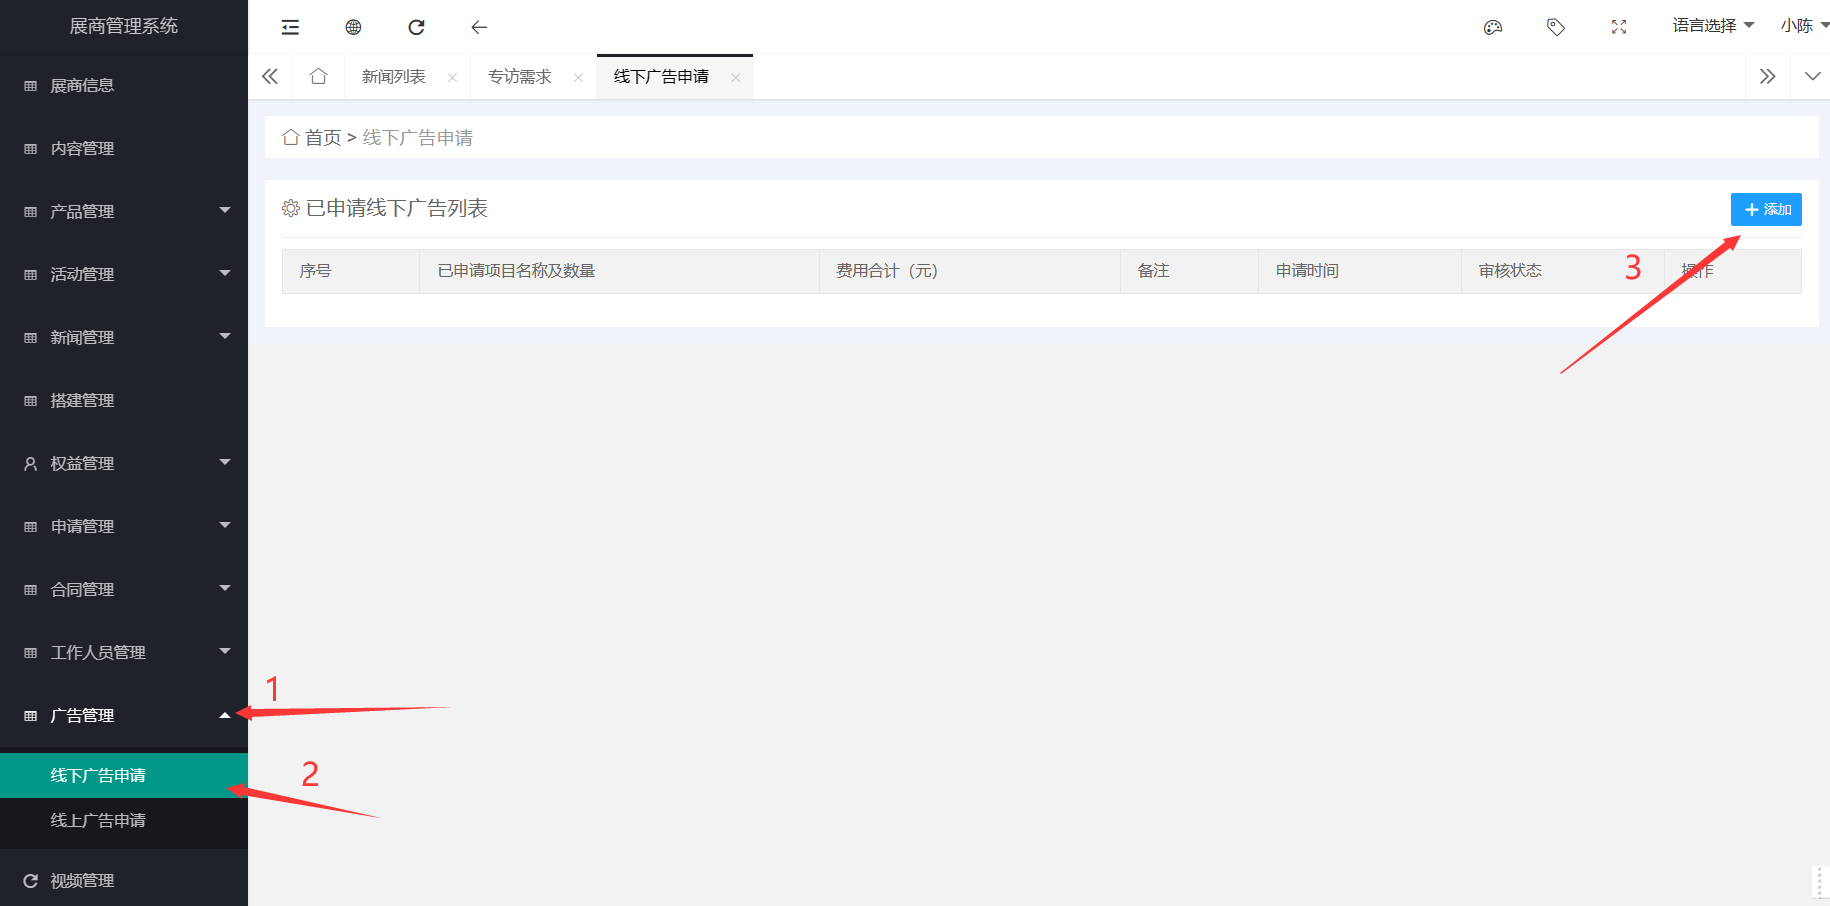 展商管理系统
语言选择
小陈
新闻列表
专访需求
线下广告申请
展商信息
内容管理
产品管理
活动管理
新闻管理
搭建管理
权益管理
申请管理
合同管理
工作人员管理
广告管理
线下广告申请
线上广告申请
视频管理
首页 > 线下广告申请
已申请线下广告列表
添加
序号
已申请项目名称及数量
费用合计（元）
备注
申请时间
审核状态
操作
3
1
2